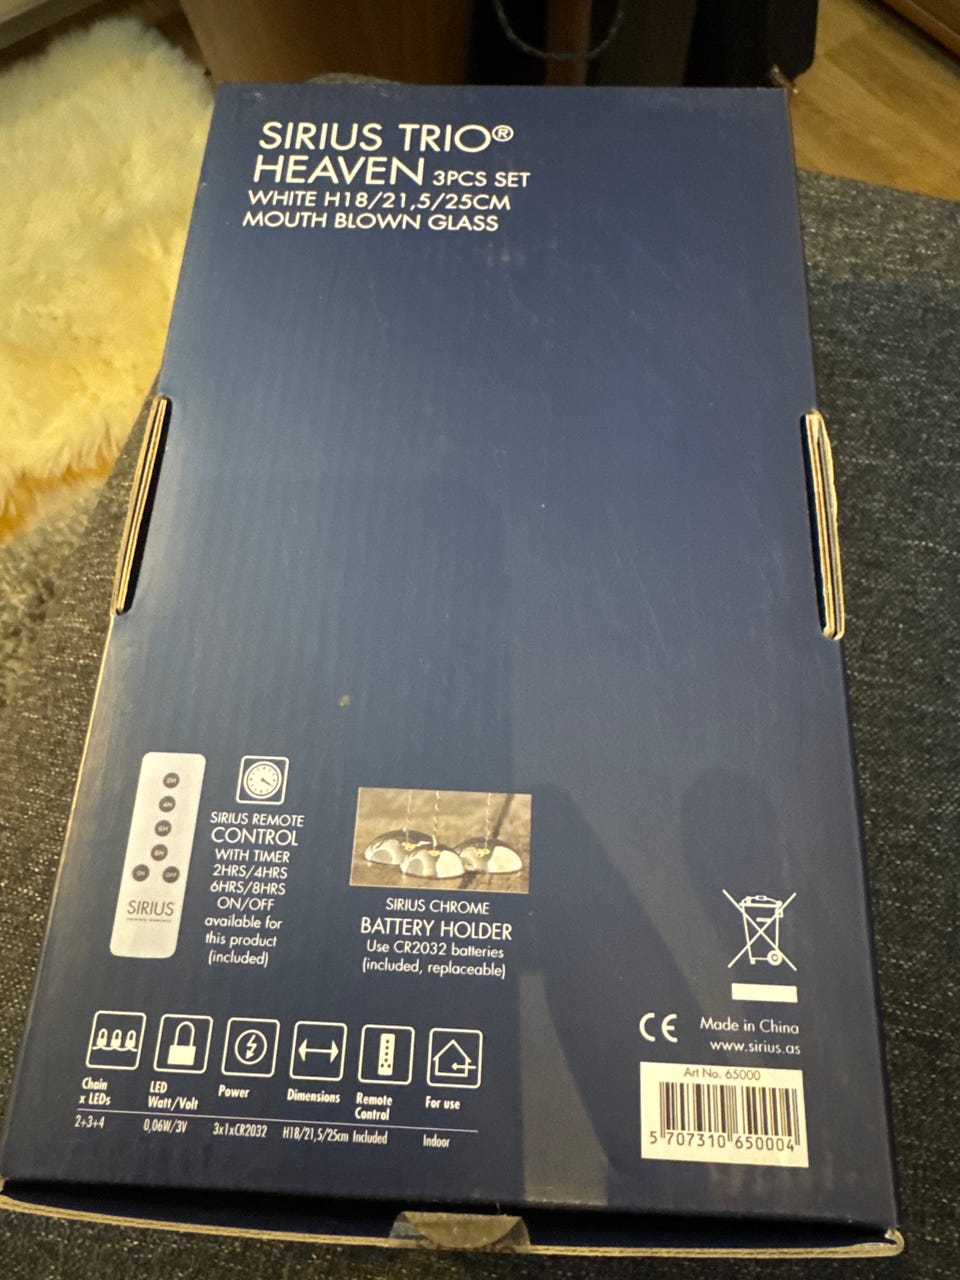 SIRIUS TRIO®
HEAVEN 3PCS SET
WHITE H18/21,5/25CM
MOUTH BLOWN GLASS
2H
4H
6H
ON OFF
SIRIUS
SIRIUS REMOTE
CONTROL
WITH TIMER
2HRS/4HRS
6HRS/8HRS
ON/OFF
available for
this product
(included)
SIRIUS CHROME
BATTERY HOLDER
Use CR2032 batteries
(included, replaceable)
CE Made in China
www.sirius.as
Art No. 65000
5 707310 650004
Chain
x LEDs
2+3+4
LED
Watt/Volt
0,06W/3V
Power
3x1xCR2032
Dimensions
H18/21,5/25cm
Remote
Control
Included
For use
Indoor